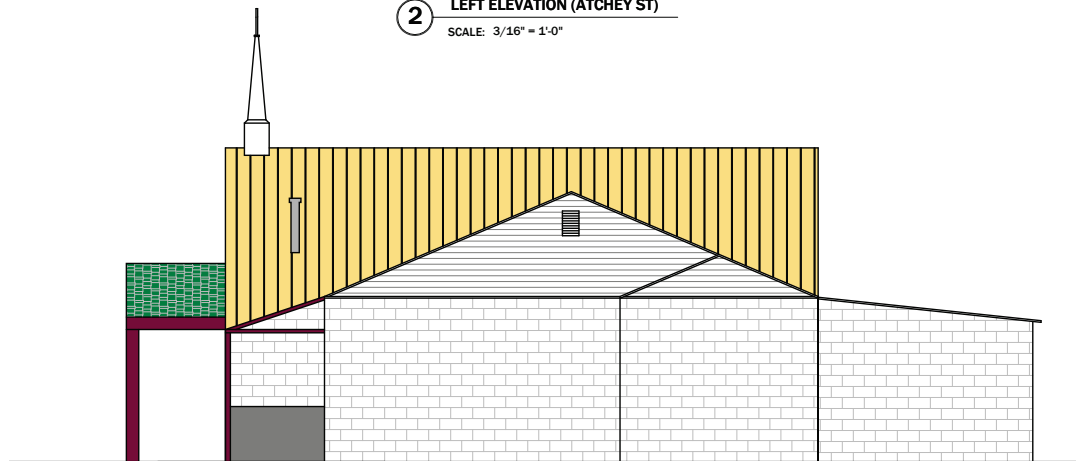 LEFT ELEVATION (ATCHEY ST)
2
SCALE: 3/16" = 1'-0"